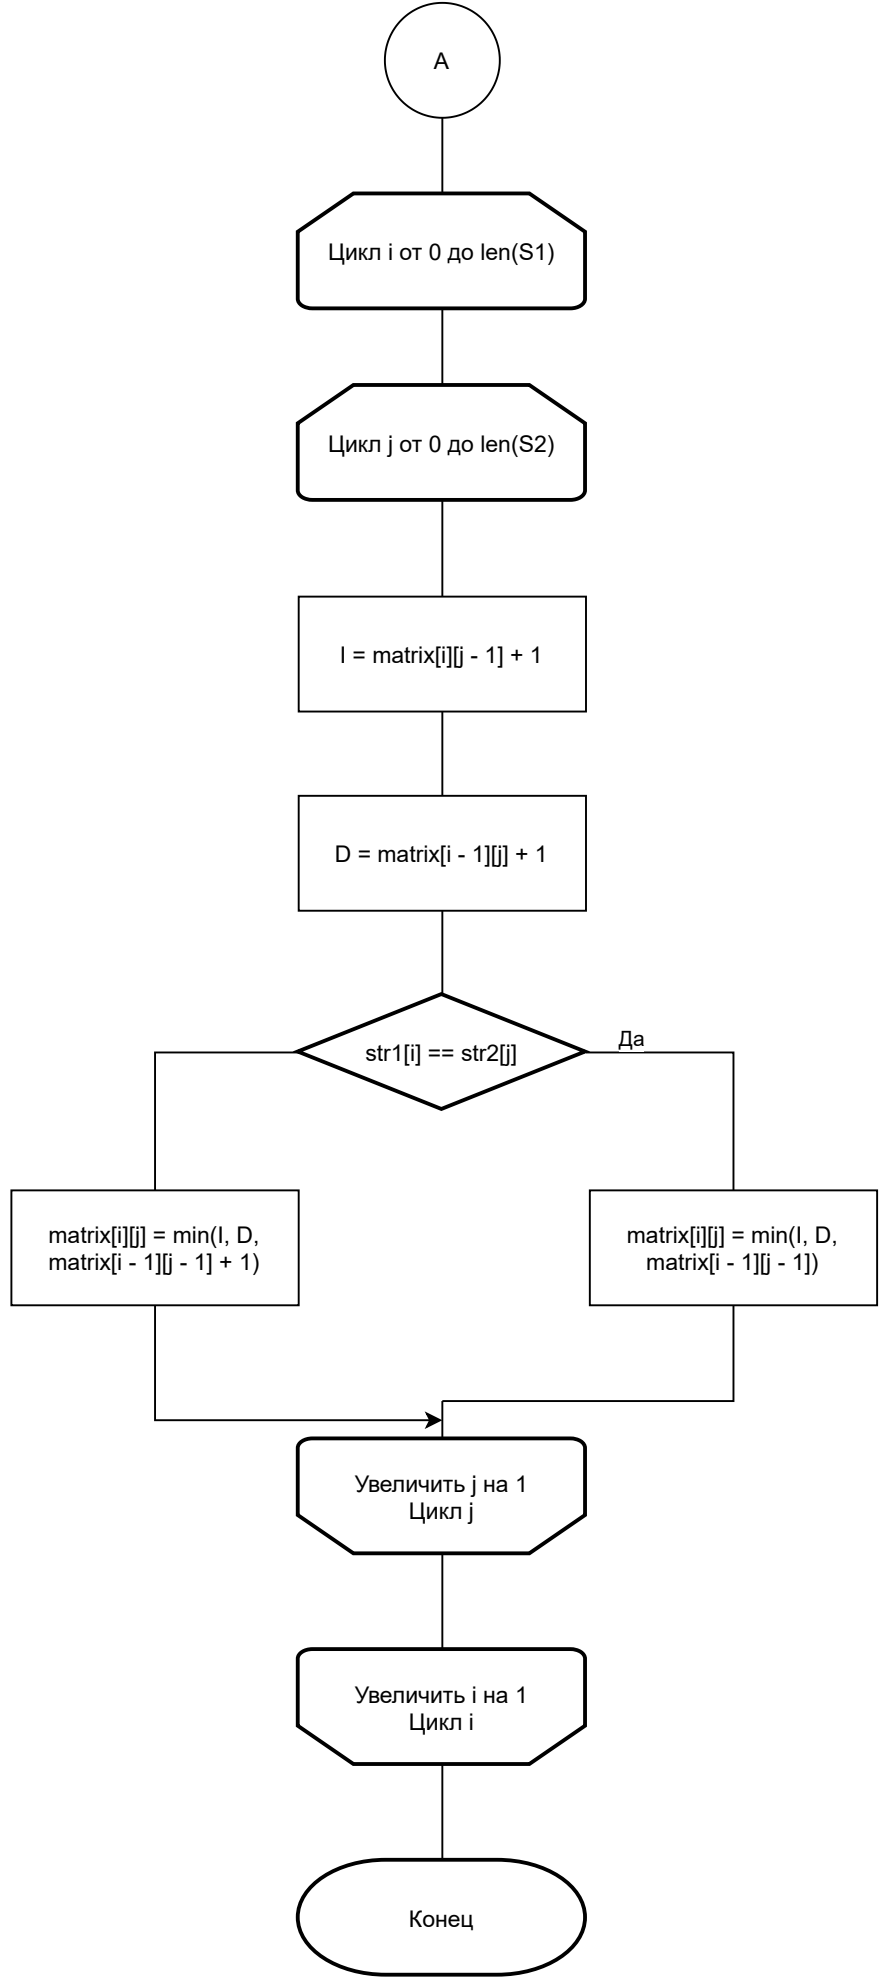 A
Цикл i от 0 до len(S1)
Цикл j от 0 до len(S2)
I = matrix[i][j - 1] + 1
D = matrix[i - 1][j] + 1
Да
str1[i] == str2[j]
matrix[i][j] = min(I, D,
matrix[i - 1][j - 1] + 1)
matrix[i][j] = min(I, D,
matrix[i - 1][j - 1])
Увеличить j на 1
Цикл j
Увеличить i на 1
Цикл i
Конец